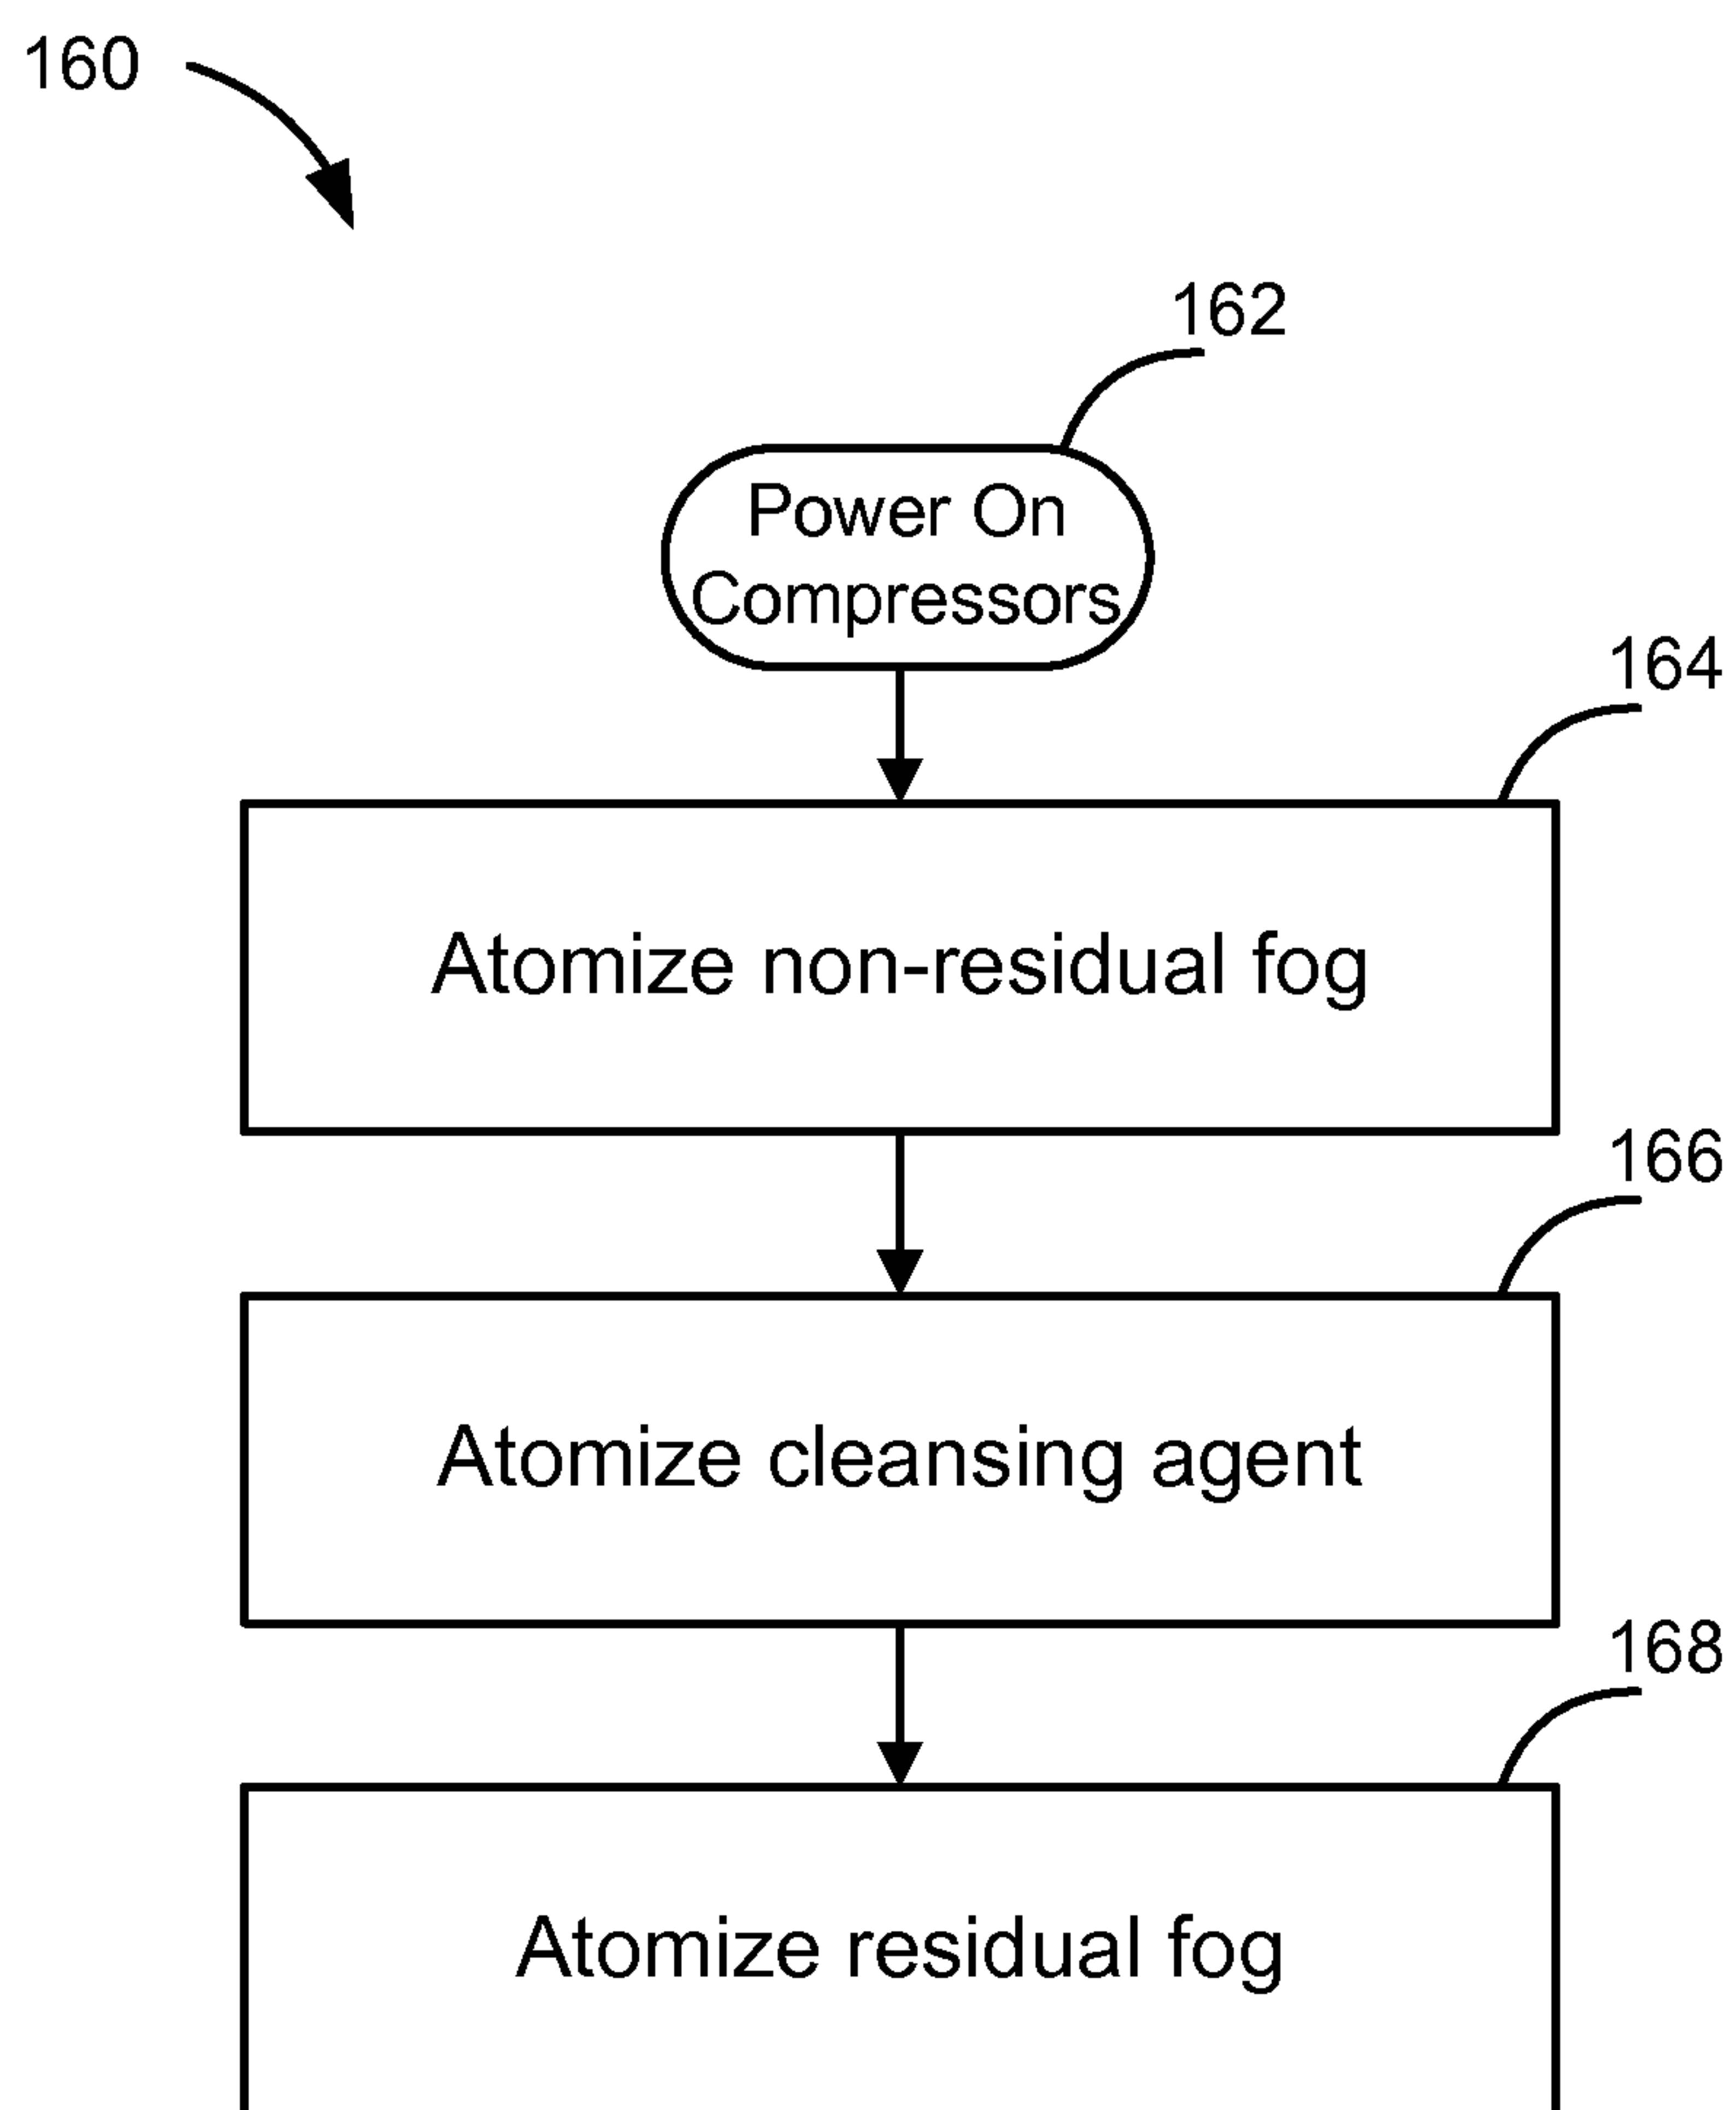 160
162
Power On
Compressors
164
Atomize non-residual fog
166
Atomize cleansing agent
168
Atomize residual fog